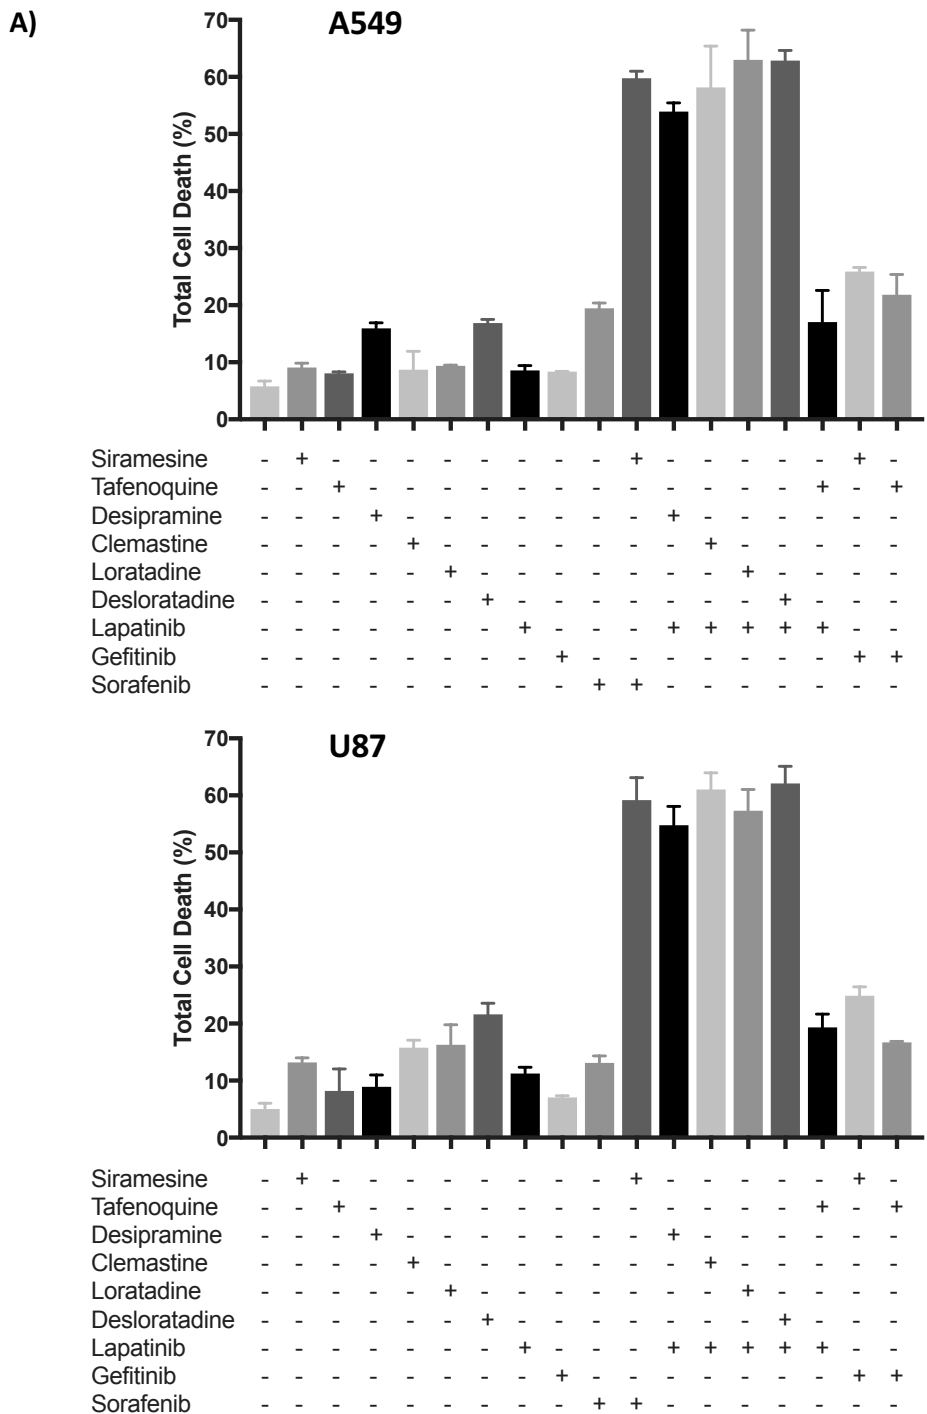 A)
A549
Total Cell Death (%)
70
60
50
40
30
20
10
0
Siramesine - + - - - - - - - - + - - - - - + -
Tafenoquine - - + - - - - - - - - - - - - + - +
Desipramine - - - + - - - - - - - + - - - - - -
Clemastine - - - - + - - - - - - - + - - - - -
Loratadine - - - - - + - - - - - - - + - - - -
Desloratadine - - - - - - + - - - - - - - + - - -
Lapatinib - - - - - - - + - - - + + + + + - -
Gefitinib - - - - - - - - + - - - - - - - + +
Sorafenib - - - - - - - - - + + - - - - - - -
U87
Total Cell Death (%)
70
60
50
40
30
20
10
0
Siramesine - + - - - - - - - - + - - - - - + -
Tafenoquine - - + - - - - - - - - - - - - + - +
Desipramine - - - + - - - - - - - + - - - - - -
Clemastine - - - - + - - - - - - - + - - - - -
Loratadine - - - - - + - - - - - - - + - - - -
Desloratadine - - - - - - + - - - - - - - + - - -
Lapatinib - - - - - - - + - - - + + + + + - -
Gefitinib - - - - - - - - + - - - - - - - + +
Sorafenib - - - - - - - - - + + - - - - - - -